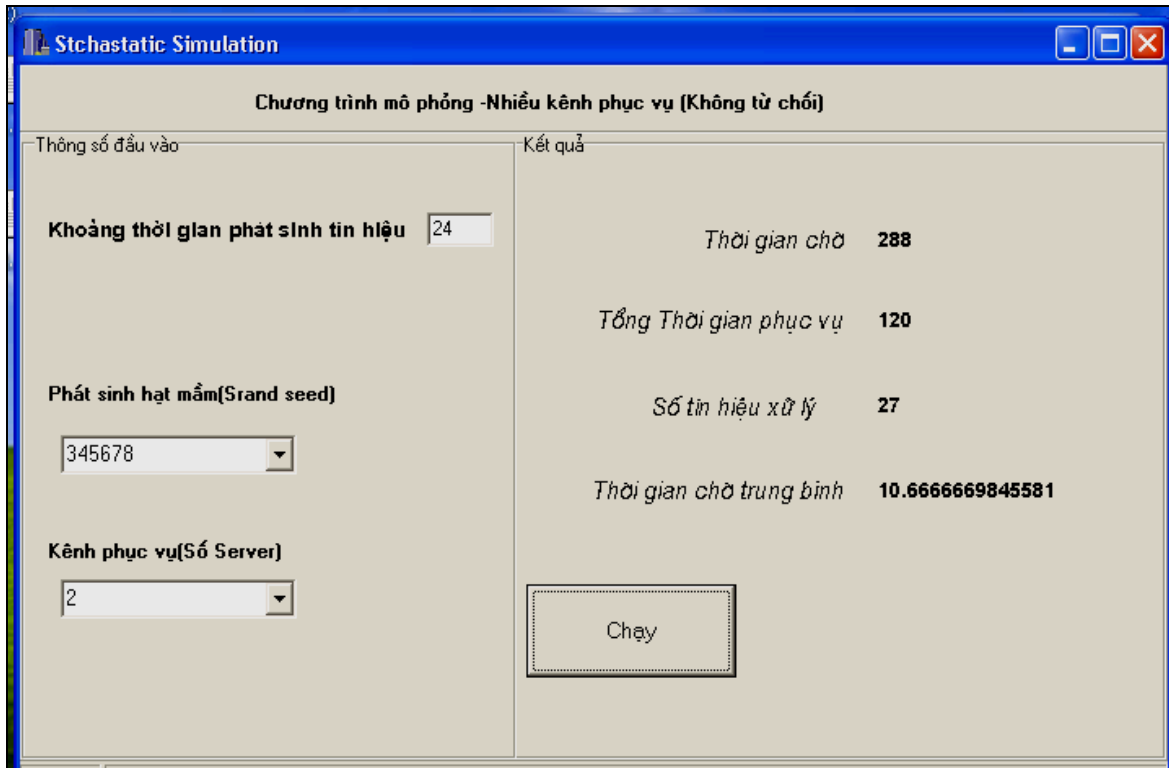 Stchastatic Simulation
Chương trình mô phỏng -Nhiều kênh phục vụ (Không từ chối)
Thông số đầu vào
Khoảng thời gian phát sinh tín hiệu 24
Phát sinh hạt mầm(Srand seed)
345678
Kênh phục vụ(Số Server)
2
Kết quả
Thời gian chờ 288
Tổng Thời gian phục vụ 120
Số tín hiệu xữ lý 27
Thời gian chờ trung bình 10.6666669845581
Chạy